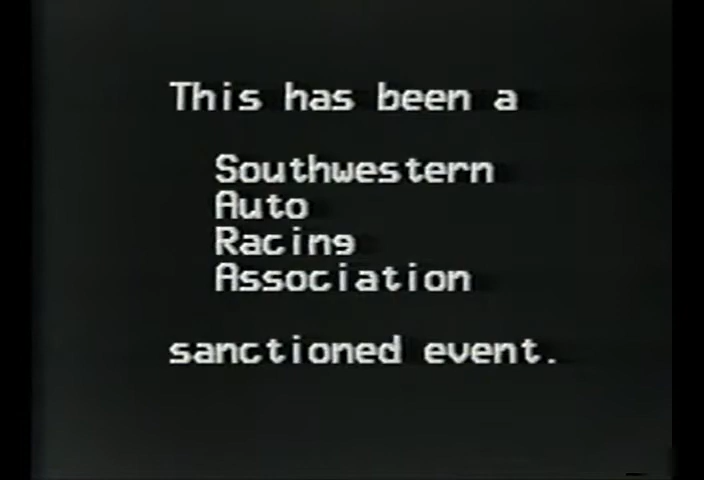 This has been a
Southwestern
Auto
Racing
Association
sanctioned event.